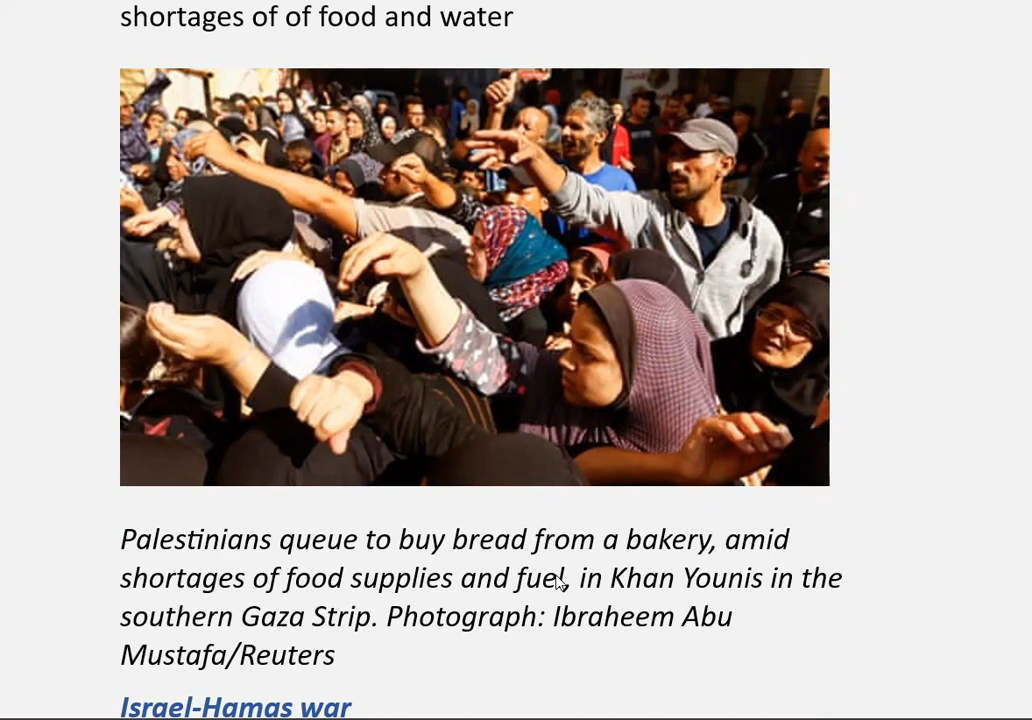 shortages of of food and water
Palestinians queue to buy bread from a bakery, amid
shortages of food supplies and fuel, in Khan Younis in the
southern Gaza Strip. Photograph: Ibraheem Abu
Mustafa/Reuters
Israel-Hamas war